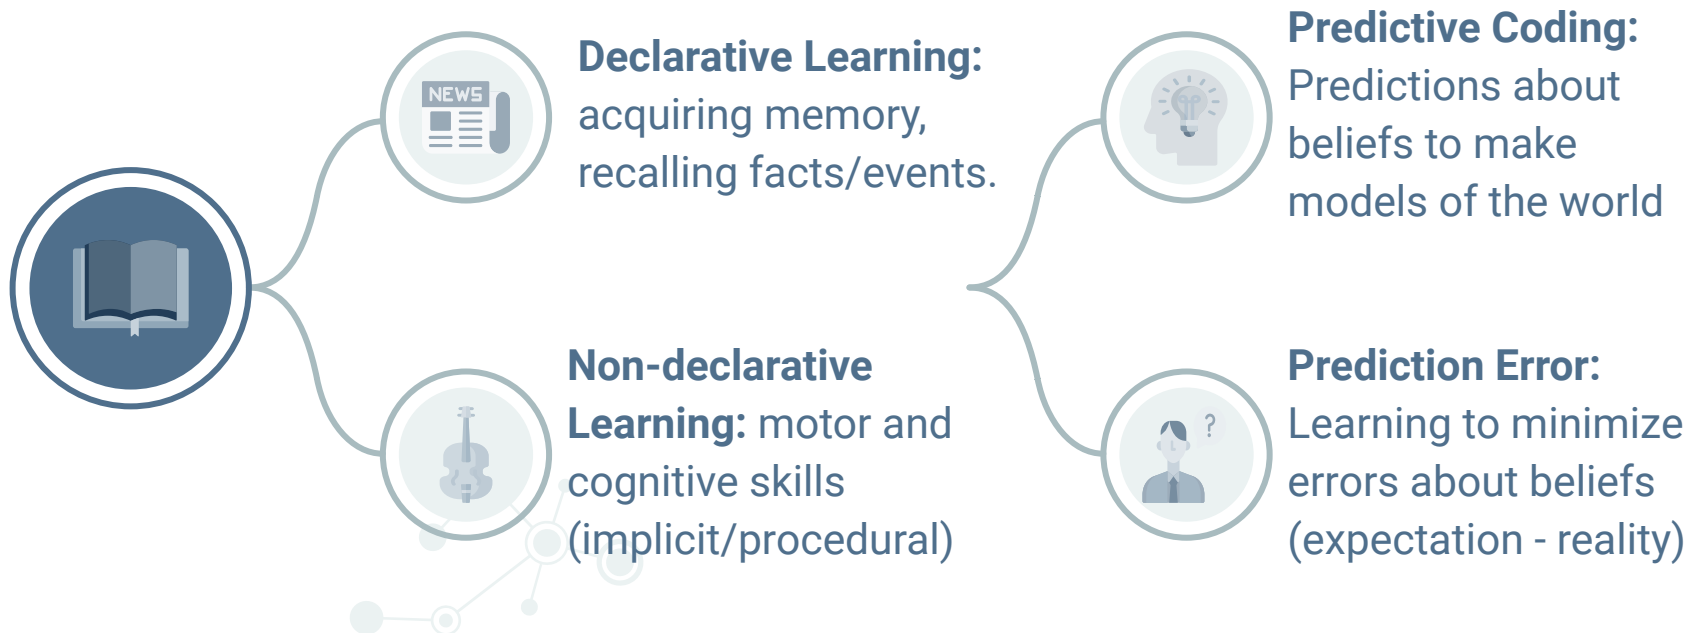 NEWS
Declarative Learning:
acquiring memory,
recalling facts/events.
Non-declarative
Learning: motor and
cognitive skills
(implicit/procedural)
Predictive Coding:
Predictions about
beliefs to make
models of the world
?
Prediction Error:
Learning to minimize
errors about beliefs
(expectation - reality)